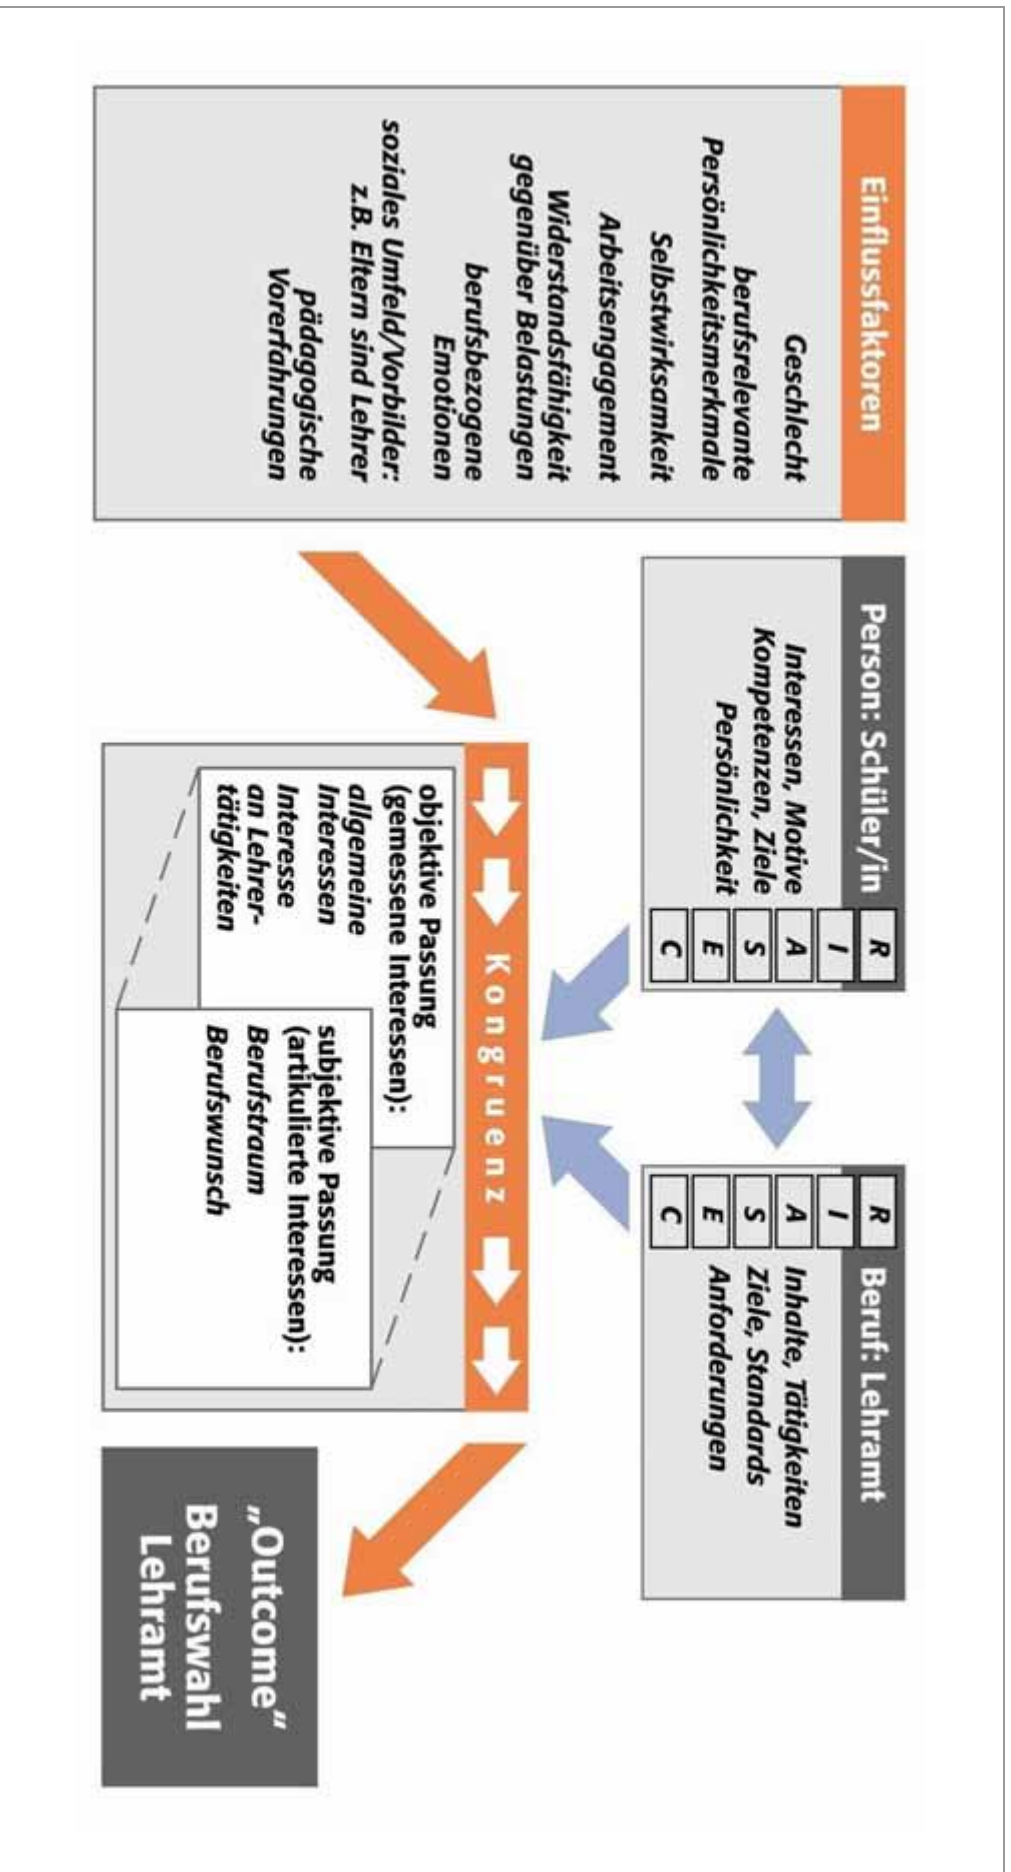 Einflussfaktoren
Geschlecht
berufsrelevante
Persönlichkeitsmerkmale
Selbstwirksamkeit
Arbeitsengagement
Widerstandsfähigkeit
gegenüber Belastungen
berufsbezogene
Emotionen
soziales Umfeld/Vorbilder:
z.B. Eltern sind Lehrer
pädagogische
Vorerfahrungen
Person: Schüler/in
Interessen, Motive
Kompetenzen, Ziele
Persönlichkeit
R
I
A
S
E
C
Beruf: Lehramt
R
I
A
S
E
C
Inhalte, Tätigkeiten
Ziele, Standards
Anforderungen
Kongruenz
objektive Passung
(gemessene Interessen):
allgemeine
Interessen
Interesse
an Lehrer-
tätigkeiten
subjektive Passung
(artikulierte Interessen):
Berufstraum
Berufswunsch
„Outcome“
Berufswahl
Lehramt